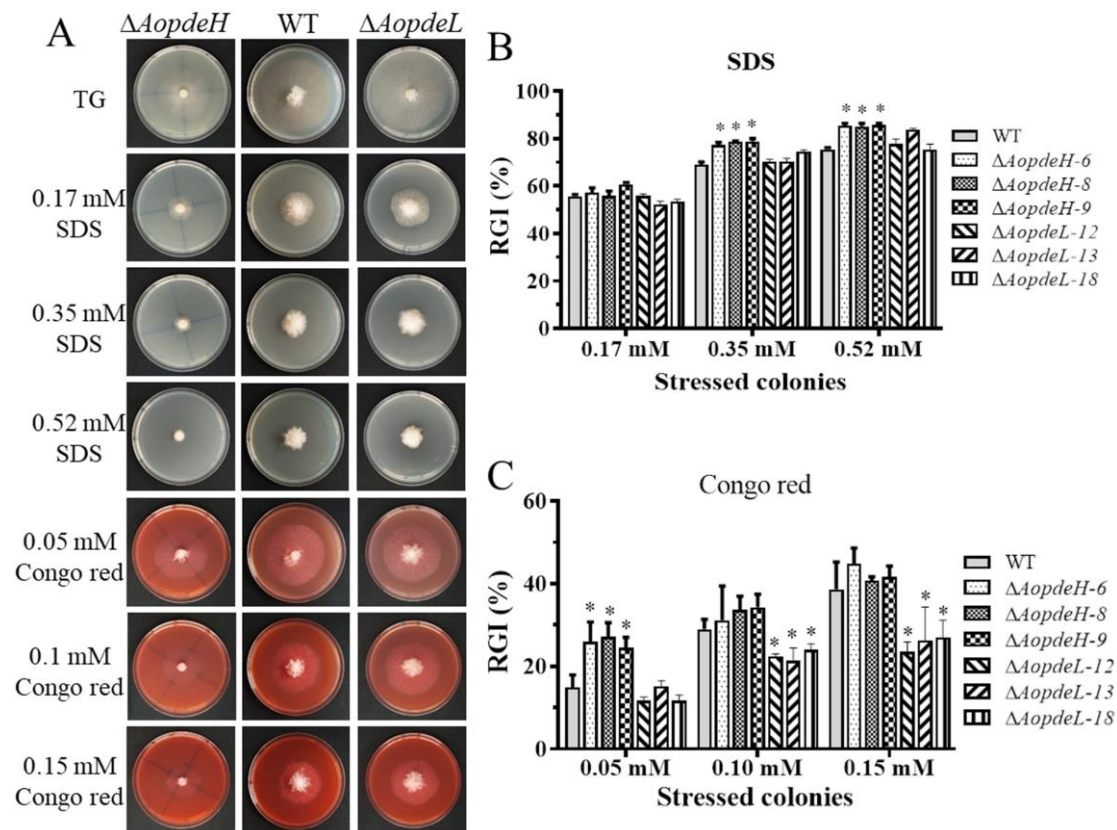 A
ΔAopdeH WT ΔAopdeL
TG
0.17 mM
SDS
0.35 mM
SDS
0.52 mM
SDS
0.05 mM
Congo red
0.1 mM
Congo red
0.15 mM
Congo red
B
SDS
RGI (%)
100
80
60
40
20
0
* * *
* * *
0.17 mM 0.35 mM 0.52 mM
Stressed colonies
WT
ΔAopdeH-6
ΔAopdeH-8
ΔAopdeH-9
ΔAopdeL-12
ΔAopdeL-13
ΔAopdeL-18
C
Congo red
RGI (%)
60
40
20
0
* * *
* * *
* * *
0.05 mM 0.10 mM 0.15 mM
Stressed colonies
WT
ΔAopdeH-6
ΔAopdeH-8
ΔAopdeH-9
ΔAopdeL-12
ΔAopdeL-13
ΔAopdeL-18